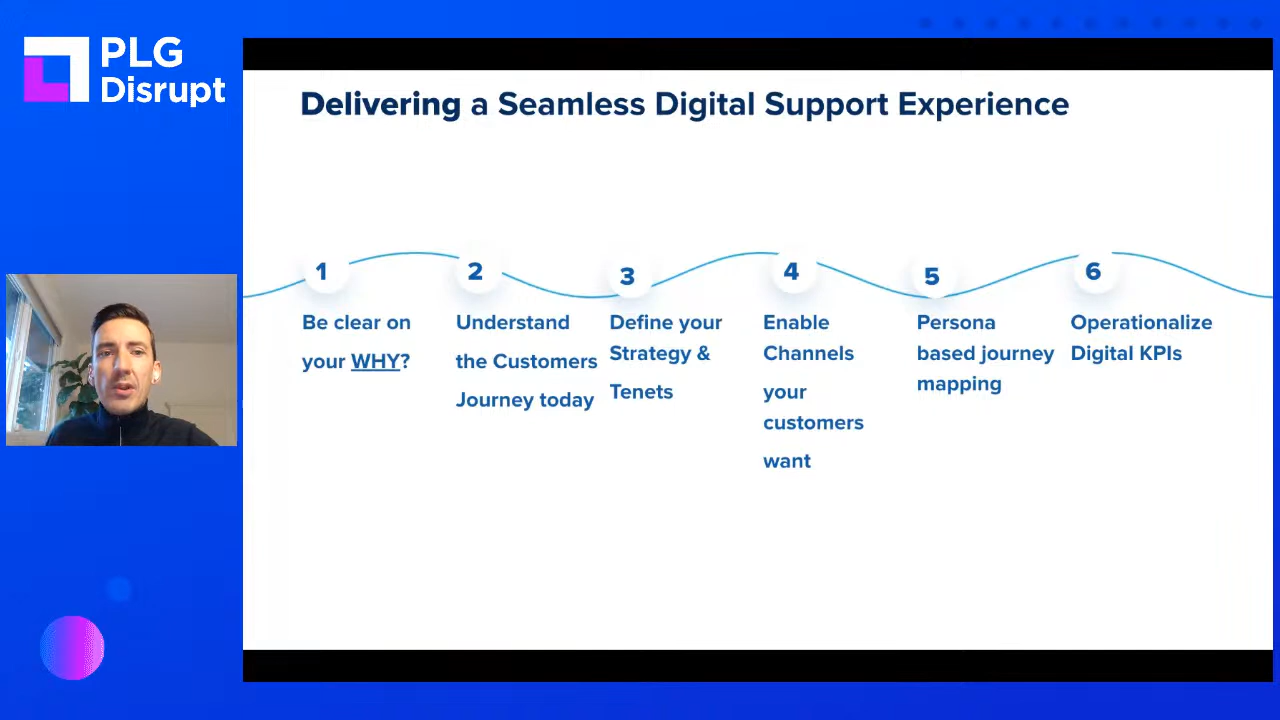 PLG
Disrupt
Delivering a Seamless Digital Support Experience
1
Be clear on
your WHY?
2
Understand
the Customers
Journey today
3
Define your
Strategy &
Tenets
4
Enable
Channels
your
customers
want
5
Persona
based journey
mapping
6
Operationalize
Digital KPIs